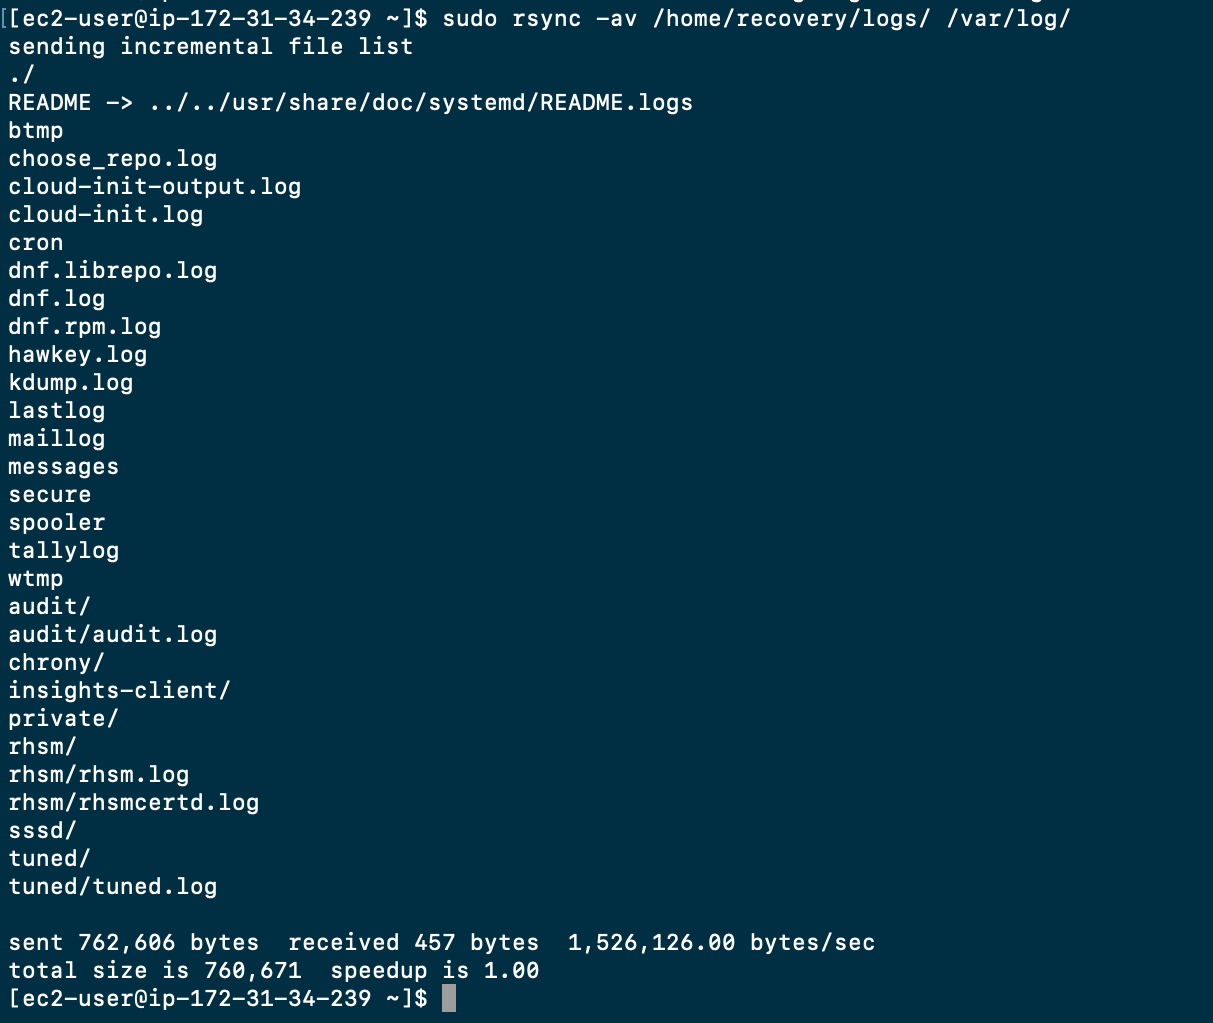 [[ec2-user@ip-172-31-34-239 ~]$ sudo rsync -av /home/recovery/logs/ /var/log/
sending incremental file list
./
README -> ../../usr/share/doc/systemd/README.logs
btmp
choose_repo.log
cloud-init-output.log
cloud-init.log
cron
dnf.librepo.log
dnf.log
dnf.rpm.log
hawkey.log
kdump.log
lastlog
maillog
messages
secure
spooler
tallylog
wtmp
audit/
audit/audit.log
chrony/
insights-client/
private/
rhsm/
rhsm/rhsm.log
rhsm/rhsmcertd.log
sssd/
tuned/
tuned/tuned.log

sent 762,606 bytes  received 457 bytes  1,526,126.00 bytes/sec
total size is 760,671  speedup is 1.00
[ec2-user@ip-172-31-34-239 ~]$